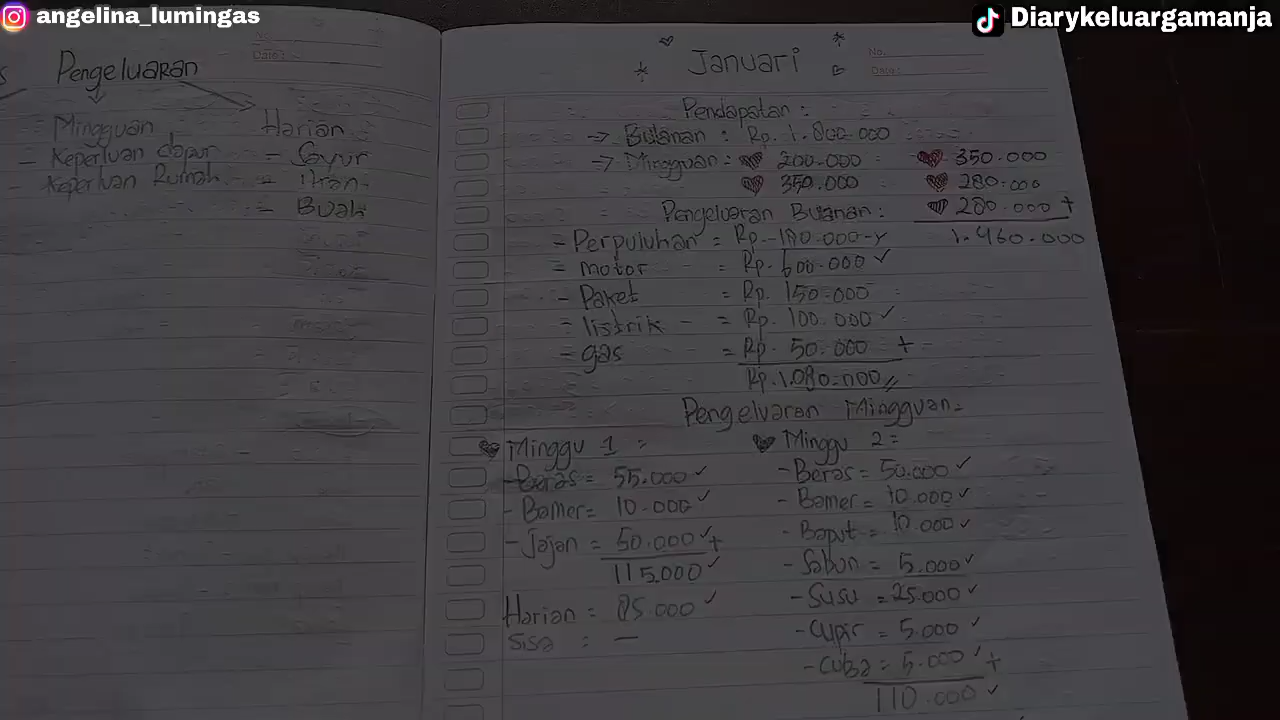 angelina_lumingas
Diarykeluargamanja
Pengeluaran
Mingguan
- Keperluan dapur
- Keperluan Rumah
Harian
- Sayur
- Ikan
- Buah
No.
Date:
Januari
No.
Date:
Pendapatan:
→ Bulanan : Rp. 1.800.000
→ Mingguan: 200.000 350.000
350.000 280.000
280.000 +
1.460.000
Pengeluaran Bulanan:
- Perpuluhan = Rp. 180.000
- motor = Rp. 600.000 ✓
- Paket = Rp. 150.000
- listrik = Rp. 100.000 ✓
- gas = Rp. 50.000 +
Rp. 1.080.000
Pengeluaran Mingguan=
Minggu 1 =
- Beras = 55.000 ✓
- Bamer= 10.000 ✓
- Jajan = 50.000 ✓ +
115.000 ✓
Harian = 85.000 ✓
Sisa : —
Minggu 2 =
- Beras = 50.000 ✓
- Bamer = 10.000 ✓
- Baput = 10.000 ✓
- Sabun = 5.000 ✓
- Susu = 25.000 ✓
- Cupir = 5.000 ✓
- Cuba = 5.000 ✓ +
110.000 ✓